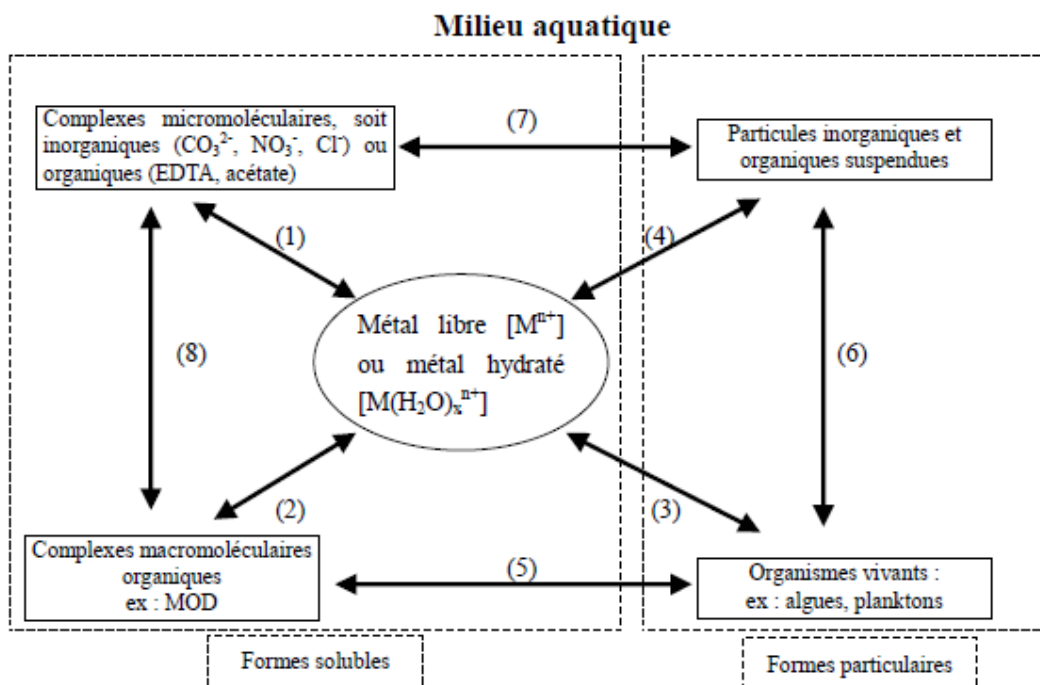 Milieu aquatique
Complexes micromoléculaires, soit
inorganiques (CO₃²⁻, NO₃⁻, Cl⁻) ou
organiques (EDTA, acétate)
(7)
Particules inorganiques et
organiques suspendues
(1)
(4)
Métal libre [Mⁿ⁺]
ou métal hydraté
[M(H₂O)ₓⁿ⁺]
(8)
(6)
(2)
(3)
Complexes macromoléculaires
organiques
ex : MOD
(5)
Organismes vivants :
ex : algues, planktons
Formes solubles
Formes particulaires